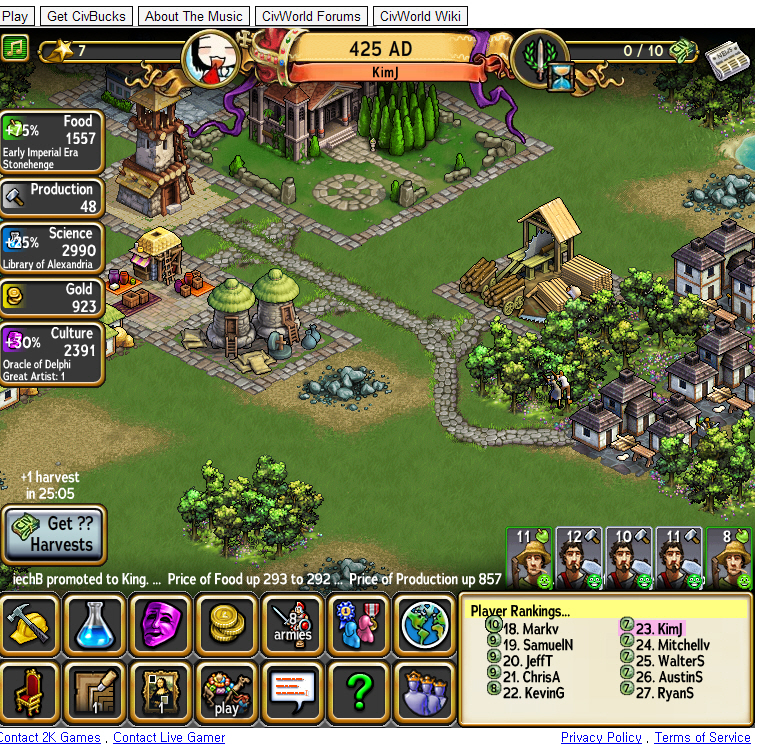 Play Get CivBucks About The Music CivWorld Forums CivWorld Wiki
7 425 AD 0 / 10
KimJ
NEWS
+75% Food
1557
Early Imperial Era
Stonehenge
Production
48
+25% Science
2990
Library of Alexandria
Gold
923
+30% Culture
2391
Oracle of Delphi
Great Artist: 1
+1 harvest
in 25:05
Get ??
Harvests
11 12 10 11 8
iechB promoted to King. ... Price of Food up 293 to 292 ... Price of Production up 857
8
armies
1 1 play ?
Player Rankings...
10 18. Markv
9 19. SamuelN
9 20. JeffT
9 21. ChrisA
8 22. KevinG
7 23. KimJ
7 24. Mitchellv
7 25. WalterS
7 26. AustinS
7 27. RyanS
Contact 2K Games , Contact Live Gamer Privacy Policy , Terms of Service